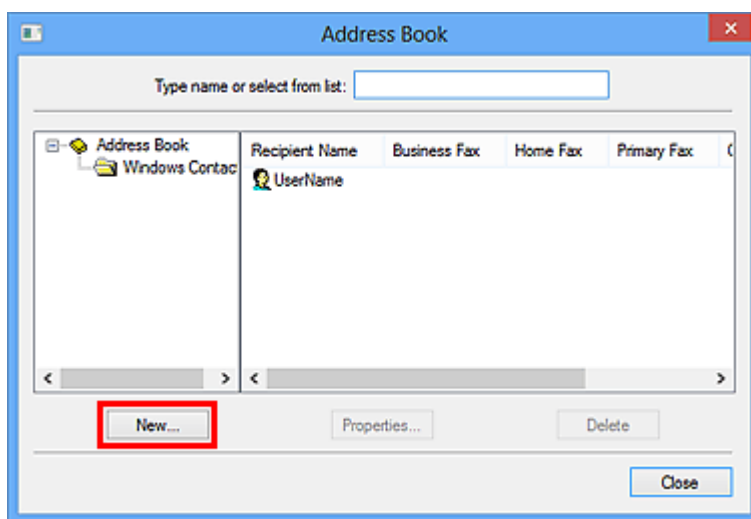 Address Book
Type name or select from list:
Address Book
Windows Contac
Recipient Name Business Fax Home Fax Primary Fax
UserName
New... Properties... Delete
Close